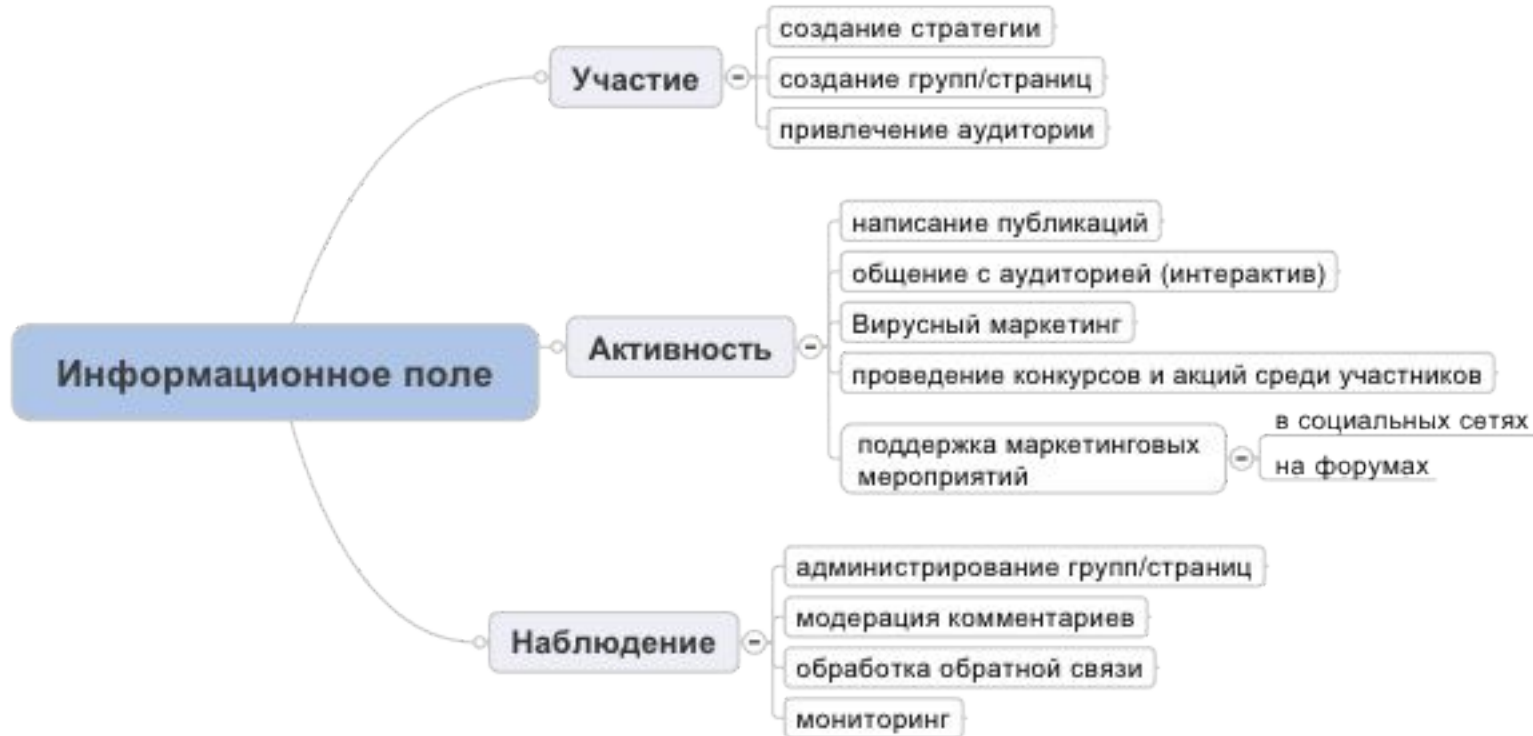 Информационное поле
Участие
создание стратегии
создание групп/страниц
привлечение аудитории
Активность
написание публикаций
общение с аудиторией (интерактив)
Вирусный маркетинг
проведение конкурсов и акций среди участников
поддержка маркетинговых
мероприятий
в социальных сетях
на форумах
Наблюдение
администрирование групп/страниц
модерация комментариев
обработка обратной связи
мониторинг